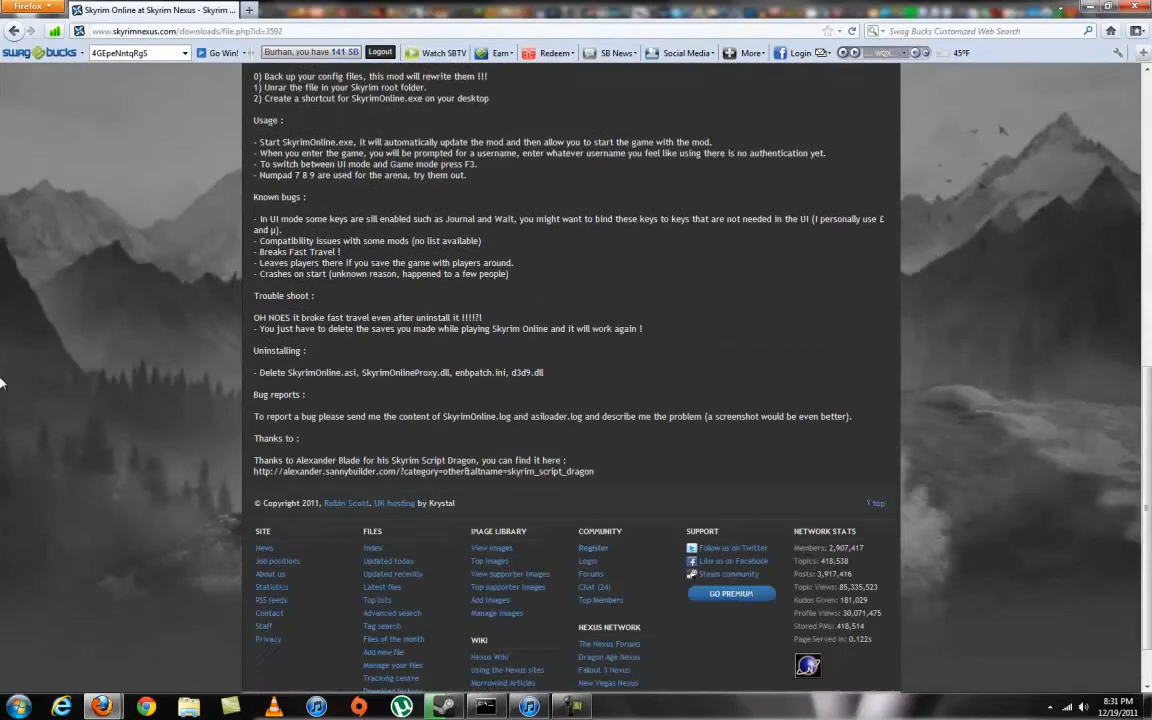 Firefox
Skyrim Online at Skyrim Nexus - Skyrim ...
www.skyrimnexus.com/downloads/file.php?id=3592
Swag Bucks Customized Web Search
swagbucks
4GEpeNntqRgS
Go Win!
Burhan, you have 141 SB
Logout
Watch SBTV
Earn
Redeem
SB News
Social Media
More
Login
WQX
45°F
0) Back up your config files, this mod will rewrite them !!!
1) Unrar the file in your Skyrim root folder.
2) Create a shortcut for SkyrimOnline.exe on your desktop
Usage :
- Start SkyrimOnline.exe, it will automatically update the mod and then allow you to start the game with the mod.
- When you enter the game, you will be prompted for a username, enter whatever username you feel like using there is no authentication yet.
- To switch between UI mode and Game mode press F3.
- Numpad 7 8 9 are used for the arena, try them out.
Known bugs :
- In UI mode some keys are sill enabled such as Journal and Wait, you might want to bind these keys to keys that are not needed in the UI (I personally use £
and µ).
- Compatibility issues with some mods (no list available)
- Breaks Fast Travel !
- Leaves players there if you save the game with players around.
- Crashes on start (unknown reason, happened to a few people)
Trouble shoot :
OH NOES it broke fast travel even after uninstall it !!!!?!
- You just have to delete the saves you made while playing Skyrim Online and it will work again !
Uninstalling :
- Delete SkyrimOnline.asi, SkyrimOnlineProxy.dll, enbpatch.ini, d3d9.dll
Bug reports :
To report a bug please send me the content of SkyrimOnline.log and asiloader.log and describe me the problem (a screenshot would be even better).
Thanks to :
Thanks to Alexander Blade for his Skyrim Script Dragon, you can find it here :
http://alexander.sannybuilder.com/?category=other&altname=skyrim_script_dragon
© Copyright 2011, Robin Scott. UK hosting by Krystal
top
SITE
News
Job positions
About us
Statistics
RSS feeds
Contact
Staff
Privacy
FILES
Index
Updated today
Updated recently
Latest files
Top lists
Advanced search
Tag search
Files of the month
Add new file
Manage your files
Tracking centre
Download history
IMAGE LIBRARY
View images
Top images
View supporter images
Top supporter images
Add images
Manage images
WIKI
Nexus Wiki
Using the Nexus sites
Morrowind Articles
COMMUNITY
Register
Login
Forums
Chat (24)
Top Members
NEXUS NETWORK
The Nexus Forums
Dragon Age Nexus
Fallout 3 Nexus
New Vegas Nexus
SUPPORT
Follow us on Twitter
Like us on Facebook
Steam community
GO PREMIUM
NETWORK STATS
Members: 2,907,417
Topics: 418,538
Posts: 3,917,416
Topic Views: 85,335,523
Kudos Given: 181,029
Profile Views: 30,071,475
Stored PMs: 418,514
Page Served In: 0.122s
8:31 PM
12/19/2011